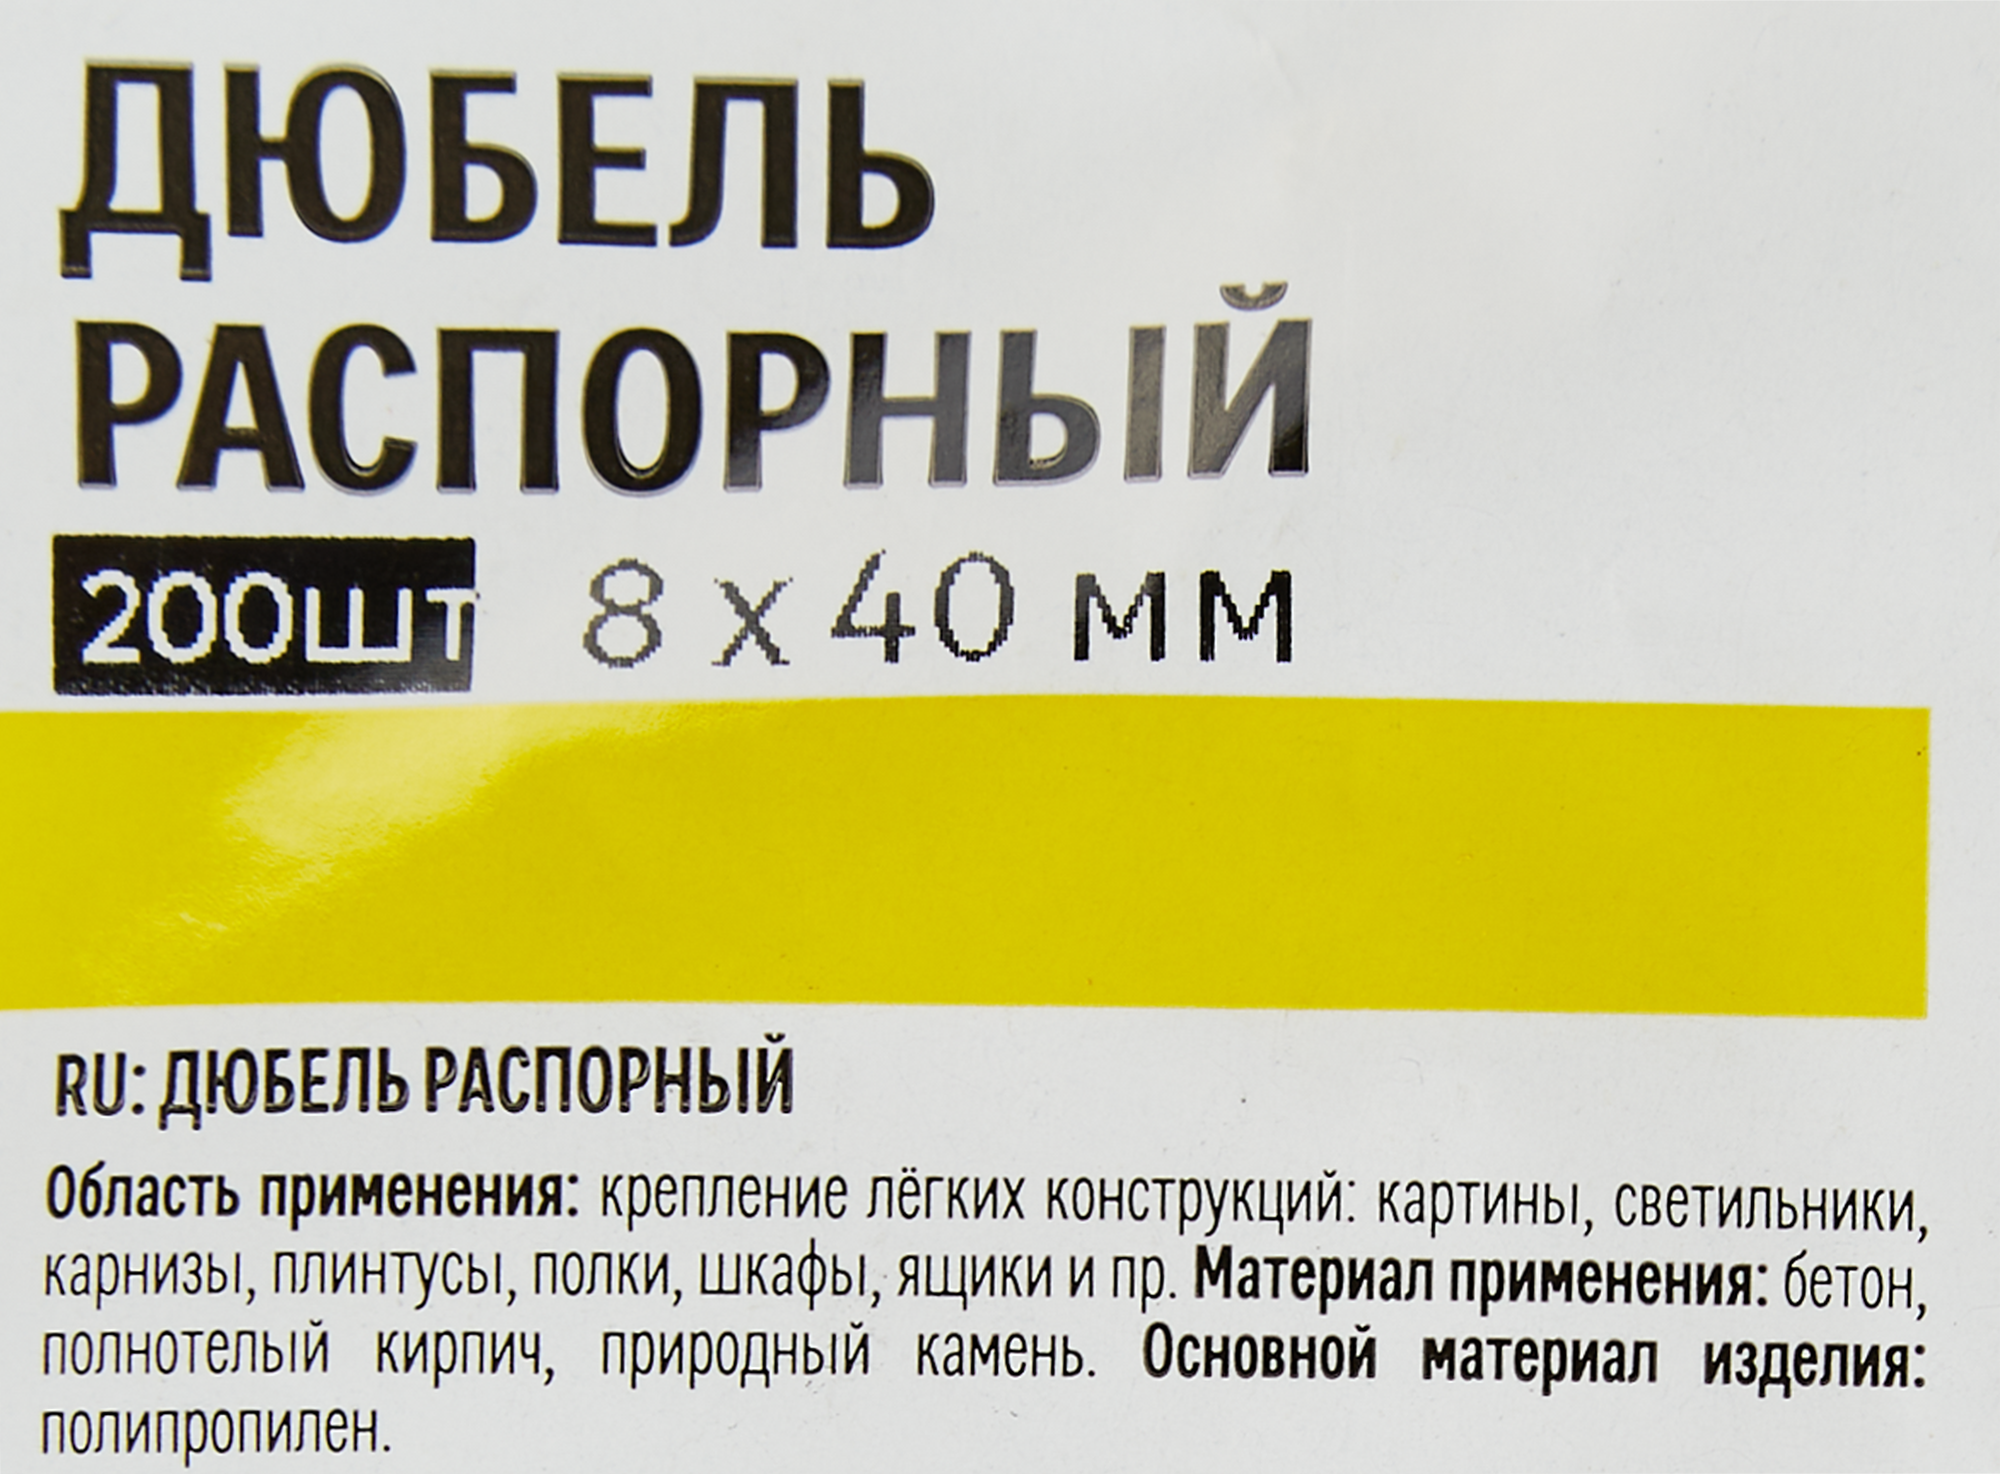 ДЮБЕЛЬ
РАСПОРНЫЙ
200шт 8 x 40 мм
RU: ДЮБЕЛЬ РАСПОРНЫЙ
Область применения: крепление лёгких конструкций: картины, светильники,
карнизы, плинтусы, полки, шкафы, ящики и пр. Материал применения: бетон,
полнотелый кирпич, природный камень. Основной материал изделия:
полипропилен.